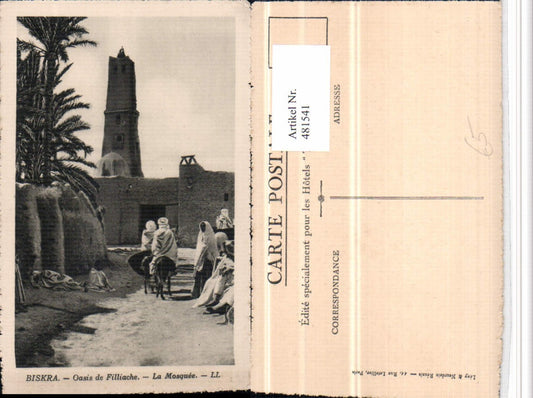 BISKRA. — Oasis de Filliache. — La Mosquée. — LL
Artikel Nr.
481541
CARTE POSTALE
Édité spécialement pour les Hôtels "
CORRESPONDANCE
ADRESSE
65
Lévy & Neurdein Réunis — 44, Rue Letellier, Paris